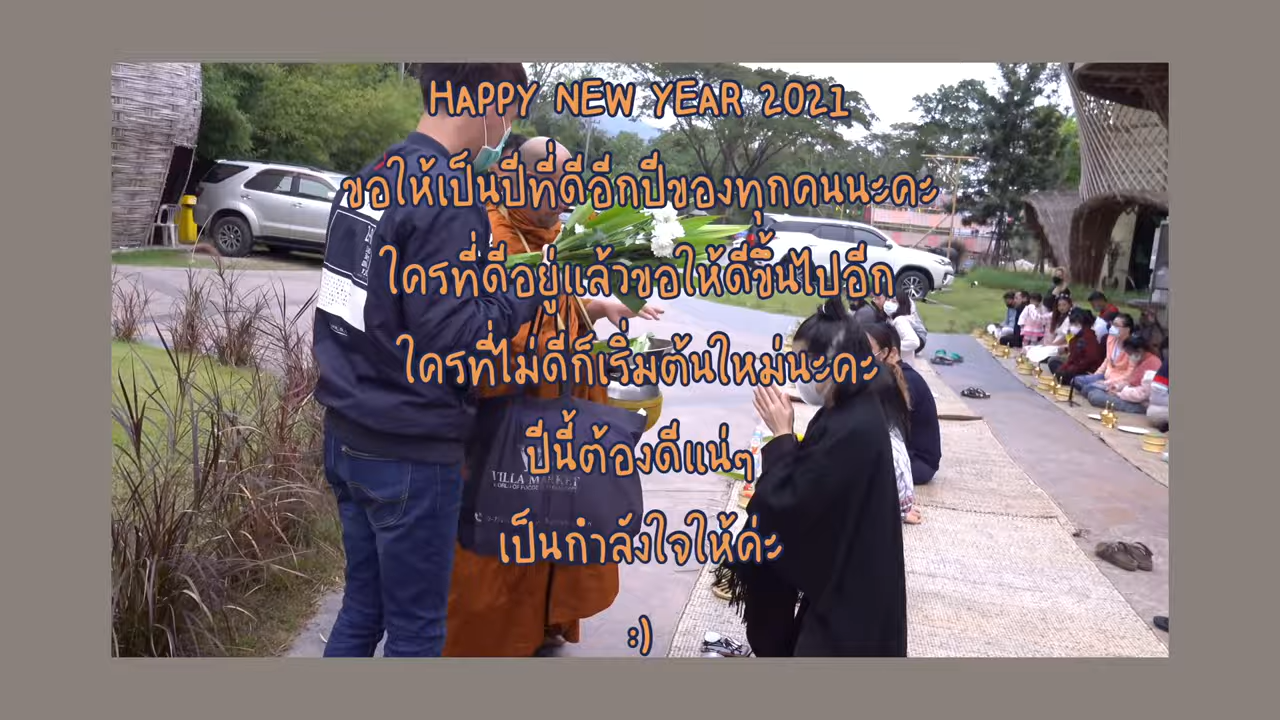 HAPPY NEW YEAR 2021
ขอให้เป็นปีที่ดีอีกปีของทุกคนนะคะ
ใครที่ดีอยู่แล้วขอให้ดีขึ้นไปอีก
ใครที่ไม่ดีก็เริ่มต้นใหม่นะคะ
ปีนี้ต้องดีแน่ๆ
VILLA MARKET
เป็นกำลังใจให้ค่ะ
:)